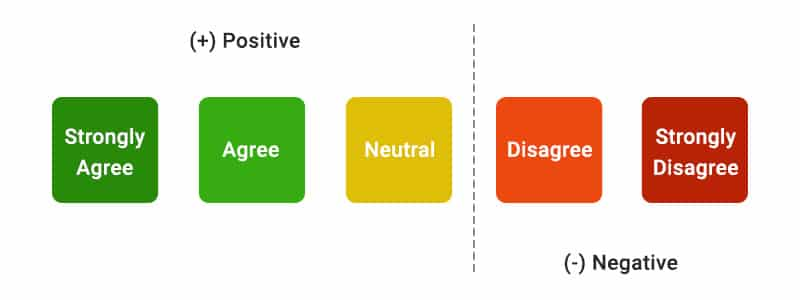 (+) Positive
Strongly
Agree
Agree
Neutral
Disagree
Strongly
Disagree
(-) Negative